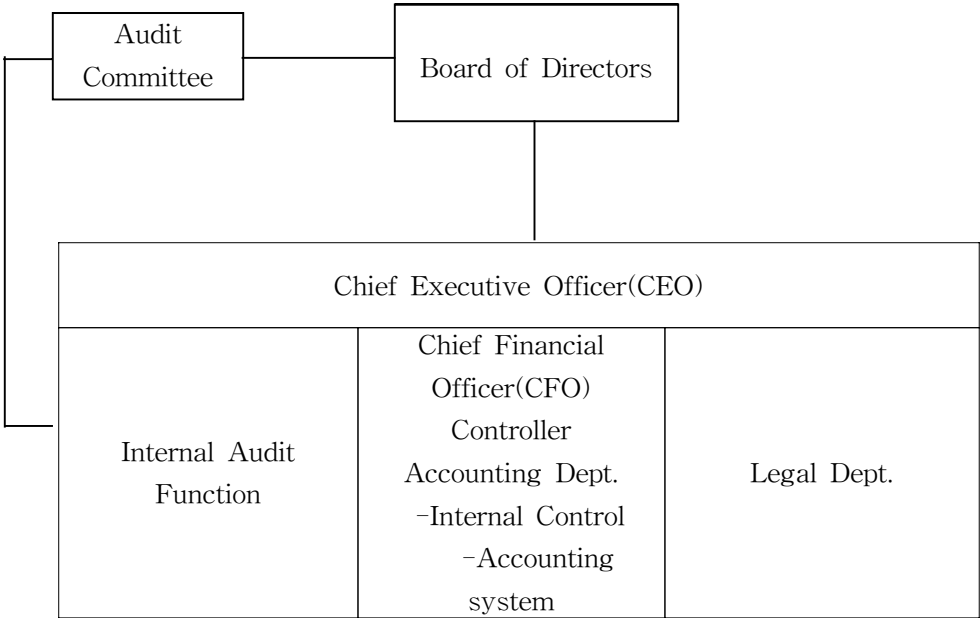 Audit
Committee
Board of Directors
Chief Executive Officer(CEO)
Internal Audit
Function
Chief Financial
Officer(CFO)
Controller
Accounting Dept.
-Internal Control
-Accounting
system
Legal Dept.